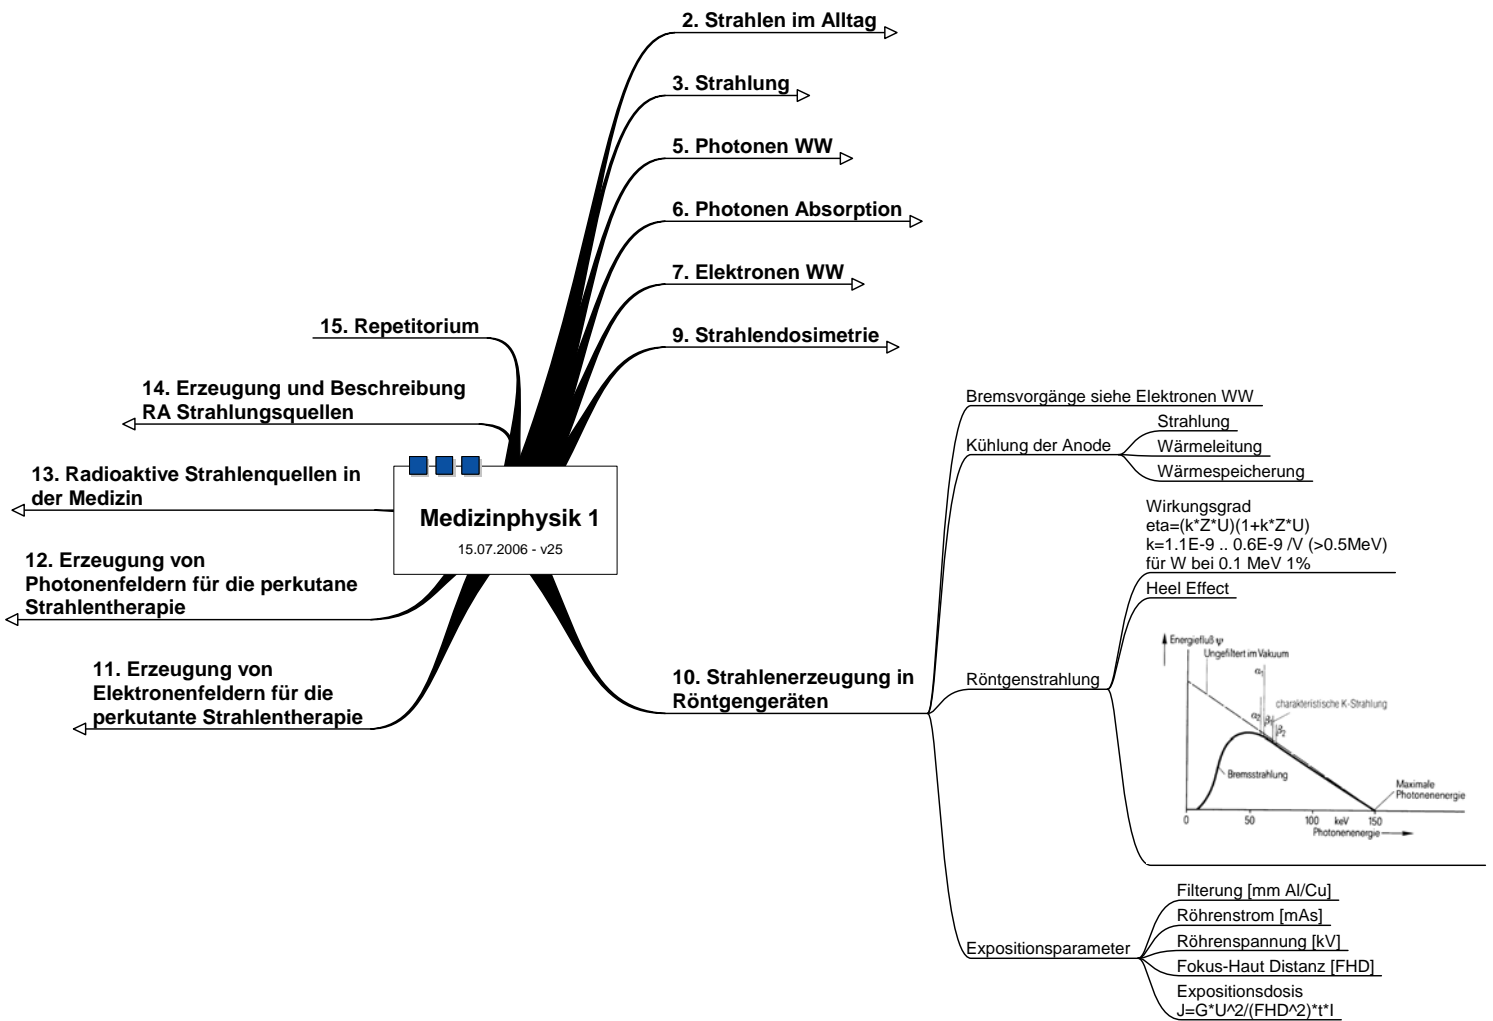 2. Strahlen im Alltag
3. Strahlung
5. Photonen WW
6. Photonen Absorption
7. Elektronen WW
9. Strahlendosimetrie
15. Repetitorium
14. Erzeugung und Beschreibung
RA Strahlungsquellen
13. Radioaktive Strahlenquellen in
der Medizin
12. Erzeugung von
Photonenfeldern für die perkutane
Strahlentherapie
11. Erzeugung von
Elektronenfeldern für die
perkutante Strahlentherapie
Medizinphysik 1
15.07.2006 - v25
10. Strahlenerzeugung in
Röntgengeräten
Bremsvorgänge siehe Elektronen WW
Kühlung der Anode
Strahlung
Wärmeleitung
Wärmespeicherung
Röntgenstrahlung
Wirkungsgrad
eta=(k*Z*U)(1+k*Z*U)
k=1.1E-9 .. 0.6E-9 /V (>0.5MeV)
für W bei 0.1 MeV 1%
Heel Effect
Energiefluß ψ
Ungefiltert im Vakuum
α1
charakteristische K-Strahlung
α2 β1
β2
Bremsstrahlung
Maximale
Photonenenergie
0 50 100 keV 150
Photonenenergie
Expositionsparameter
Filterung [mm Al/Cu]
Röhrenstrom [mAs]
Röhrenspannung [kV]
Fokus-Haut Distanz [FHD]
Expositionsdosis
J=G*U^2/(FHD^2)*t*I